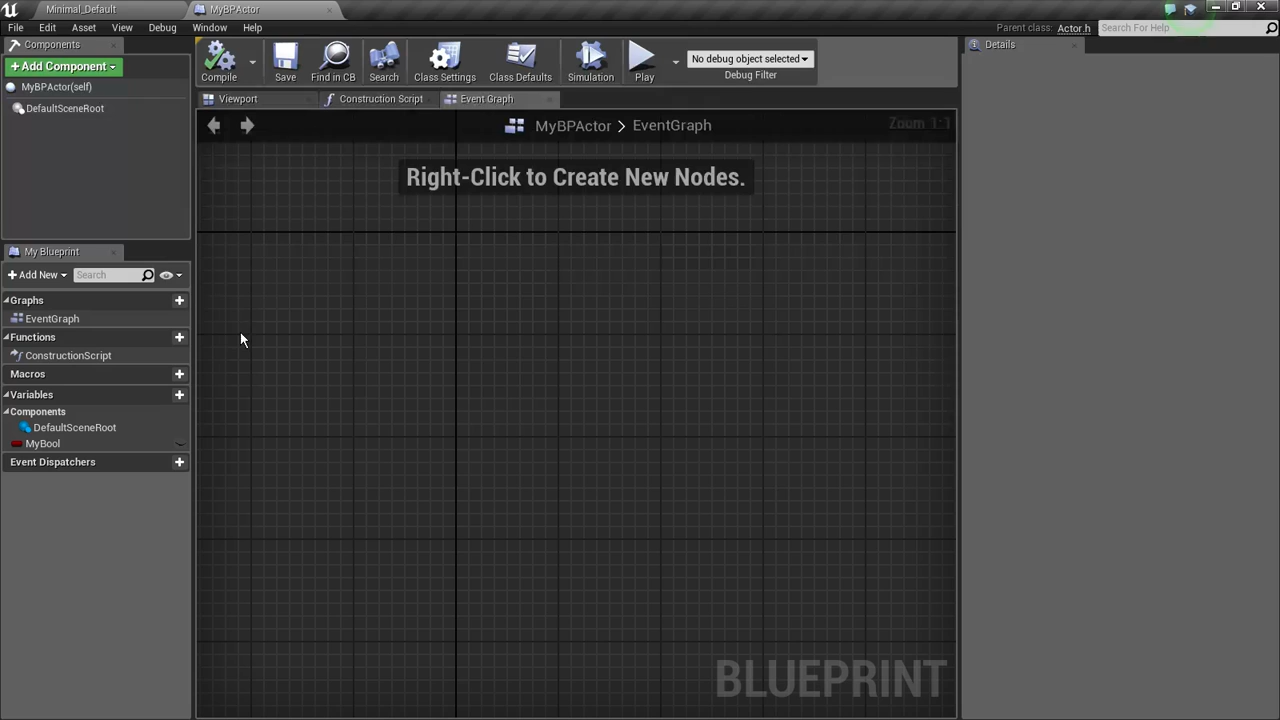 Minimal_Default
MyBPActor
File Edit Asset View Debug Window Help
Parent class: Actor.h
Search For Help
Components
Add Component
MyBPActor(self)
DefaultSceneRoot
Compile
Save
Find in CB
Search
Class Settings
Class Defaults
Simulation
Play
No debug object selected
Debug Filter
Details
Viewport
Construction Script
Event Graph
MyBPActor > EventGraph
Zoom 1:1
Right-Click to Create New Nodes.
My Blueprint
Add New
Search
Graphs
EventGraph
Functions
ConstructionScript
Macros
Variables
Components
DefaultSceneRoot
MyBool
Event Dispatchers
BLUEPRINT